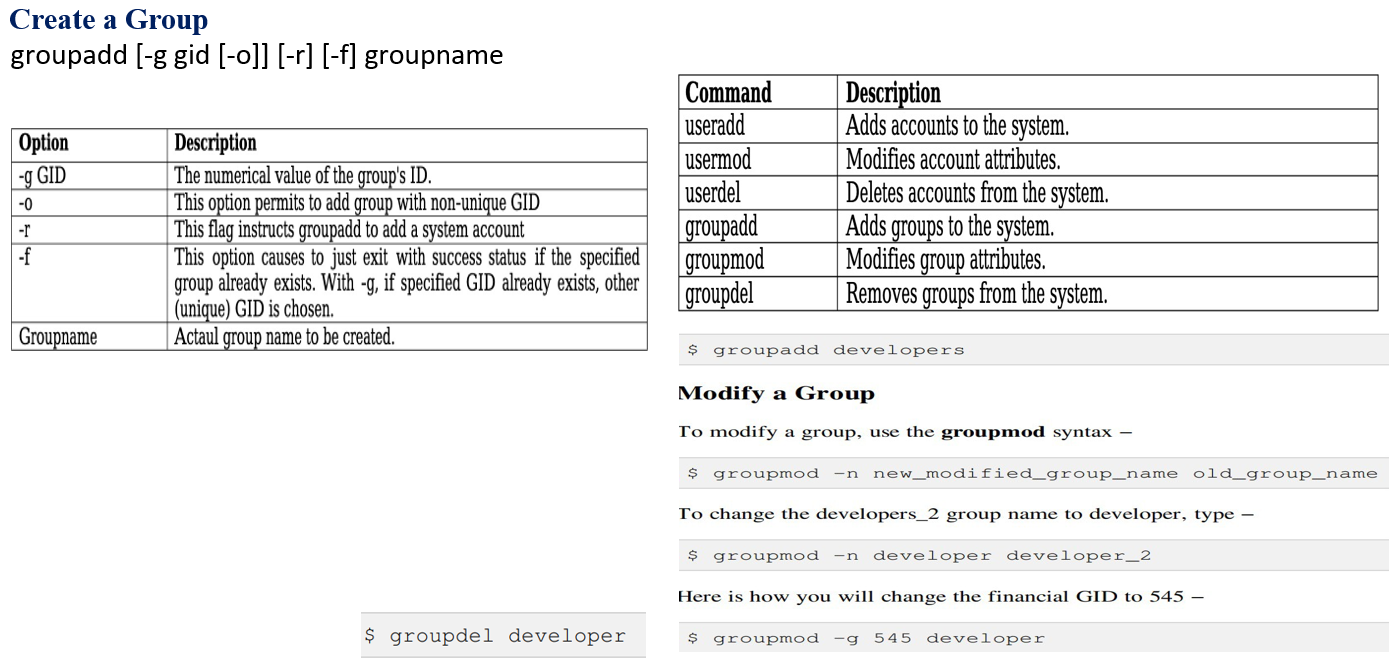 Create a Group
groupadd [-g gid [-o]] [-r] [-f] groupname
Option Description
-g GID The numerical value of the group's ID.
-o This option permits to add group with non-unique GID
-r This flag instructs groupadd to add a system account
-f This option causes to just exit with success status if the specified
group already exists. With -g, if specified GID already exists, other
(unique) GID is chosen.
Groupname Actaul group name to be created.
$ groupdel developer
Command Description
useradd Adds accounts to the system.
usermod Modifies account attributes.
userdel Deletes accounts from the system.
groupadd Adds groups to the system.
groupmod Modifies group attributes.
groupdel Removes groups from the system.
$ groupadd developers
Modify a Group
To modify a group, use the groupmod syntax −
$ groupmod -n new_modified_group_name old_group_name
To change the developers_2 group name to developer, type −
$ groupmod -n developer developer_2
Here is how you will change the financial GID to 545 −
$ groupmod -g 545 developer